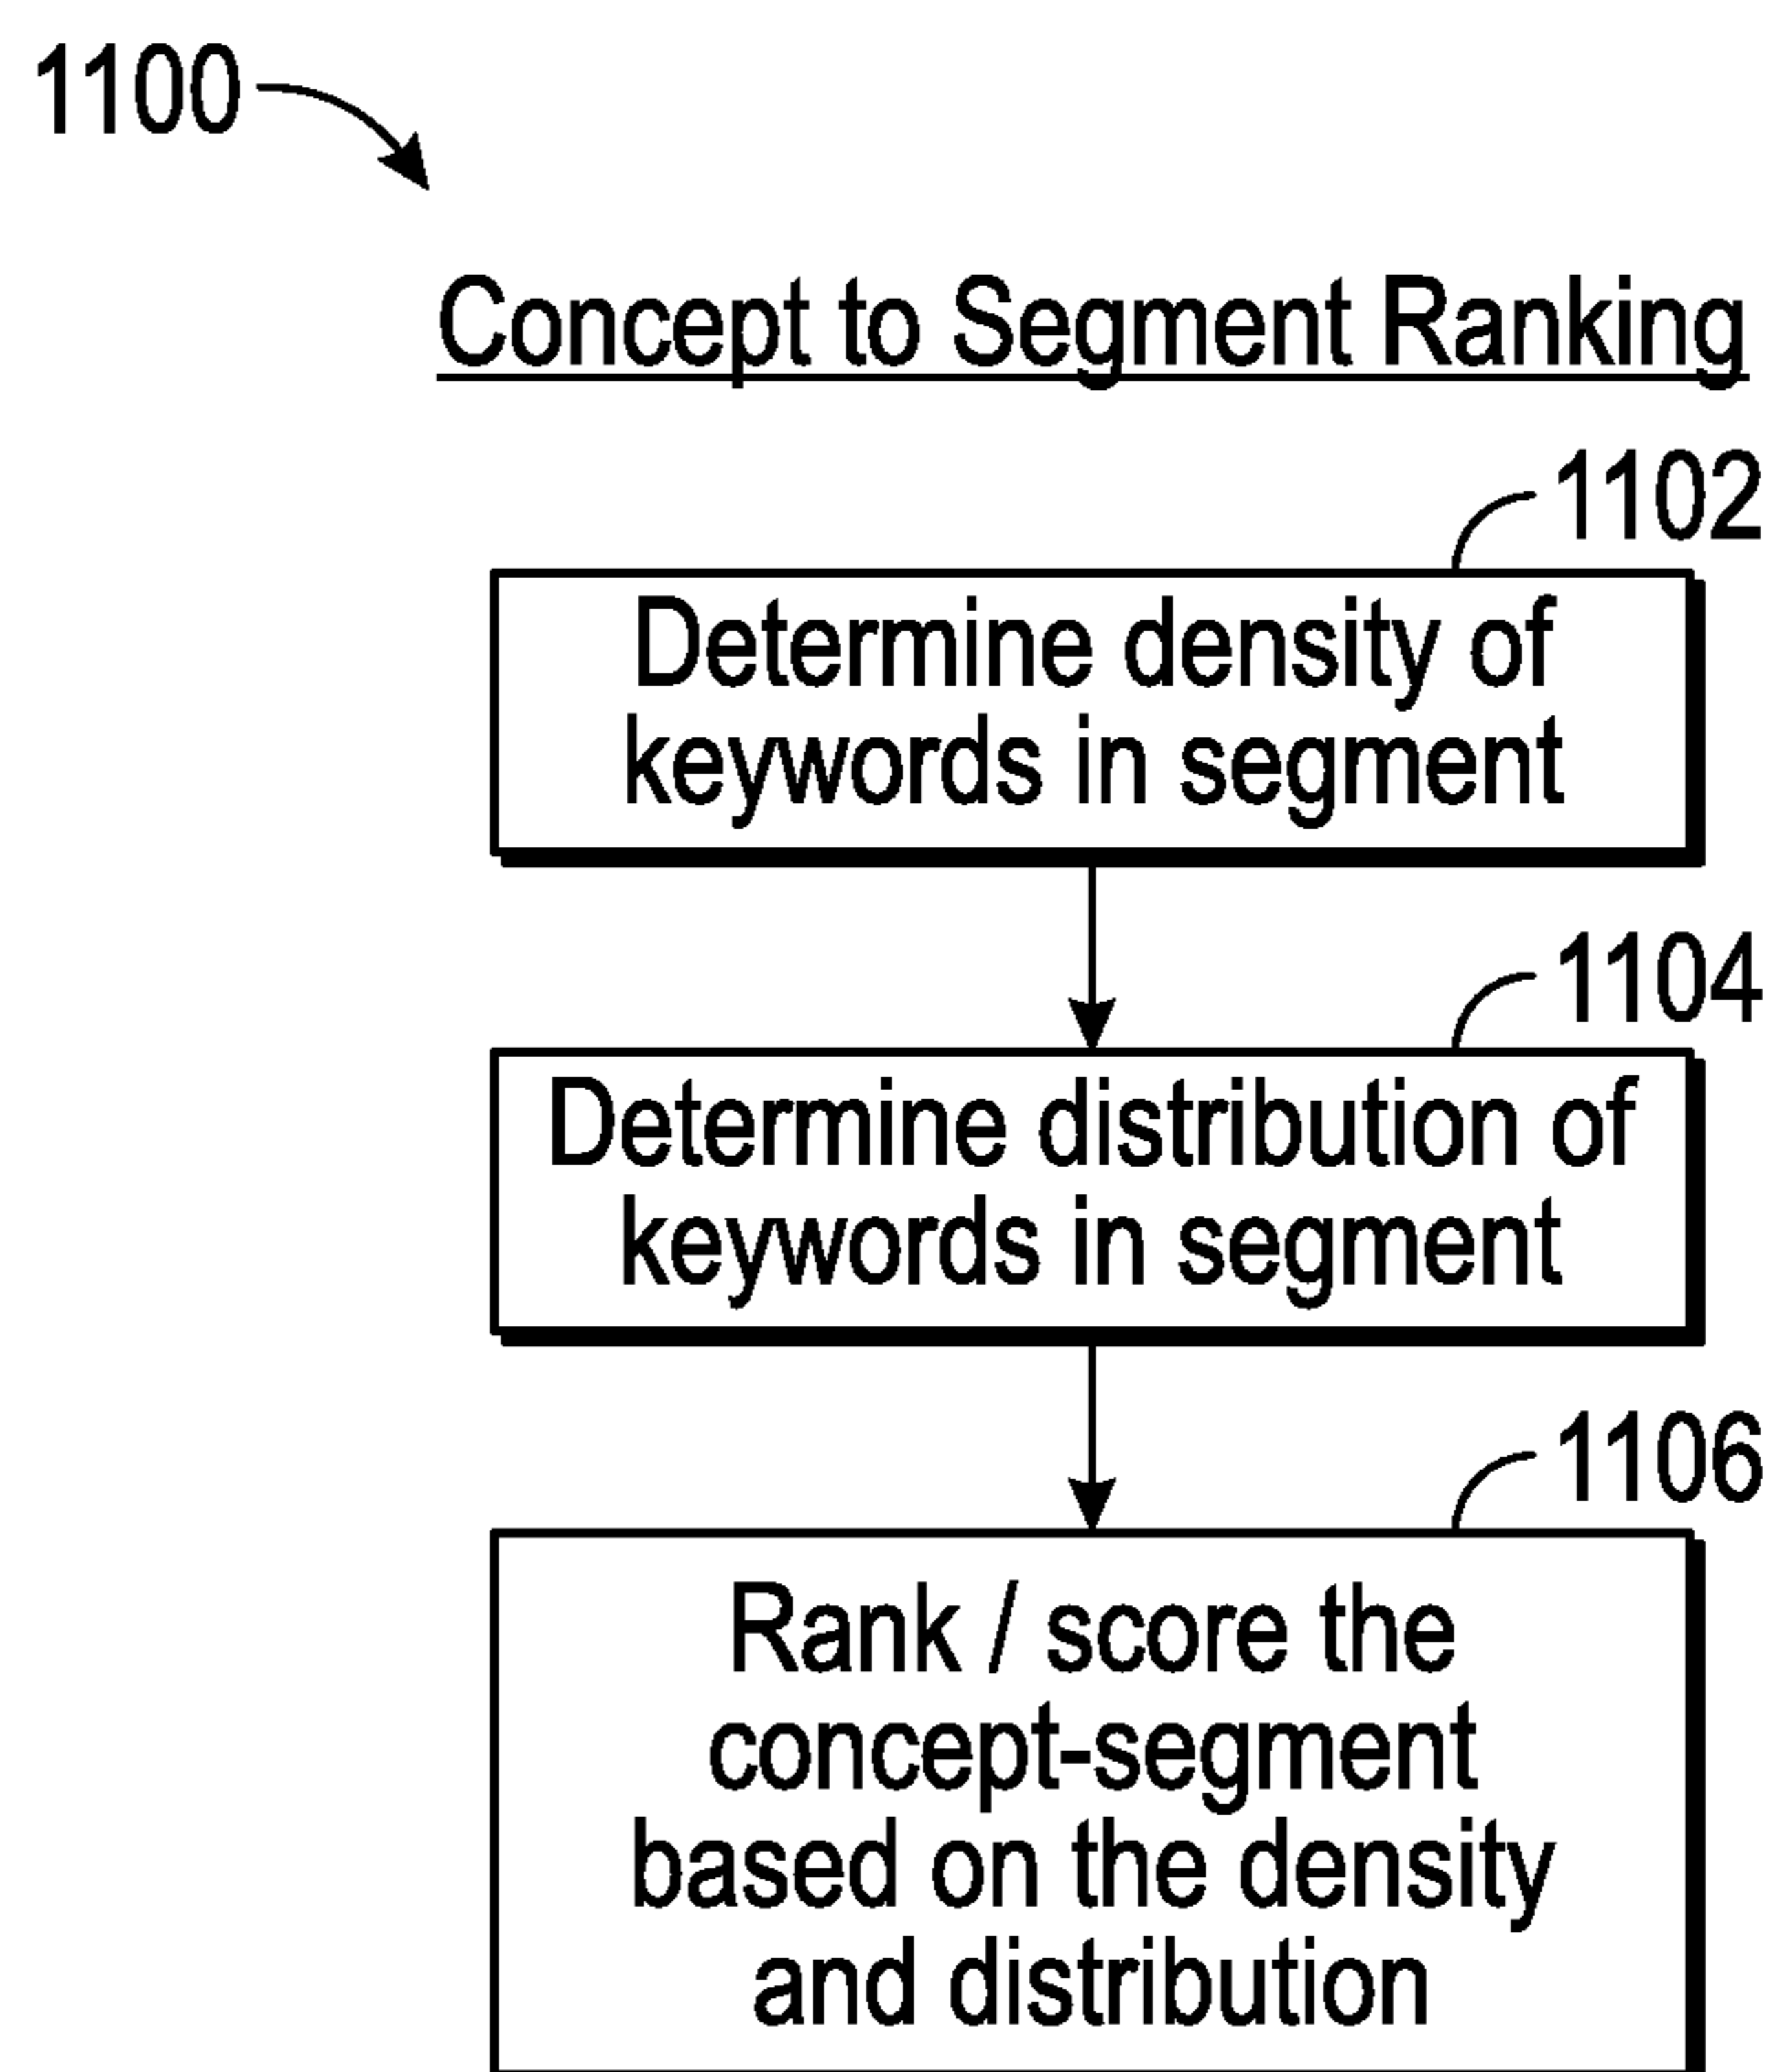 1100
Concept to Segment Ranking
1102
Determine density of
keywords in segment
1104
Determine distribution of
keywords in segment
1106
Rank / score the
concept-segment
based on the density
and distribution